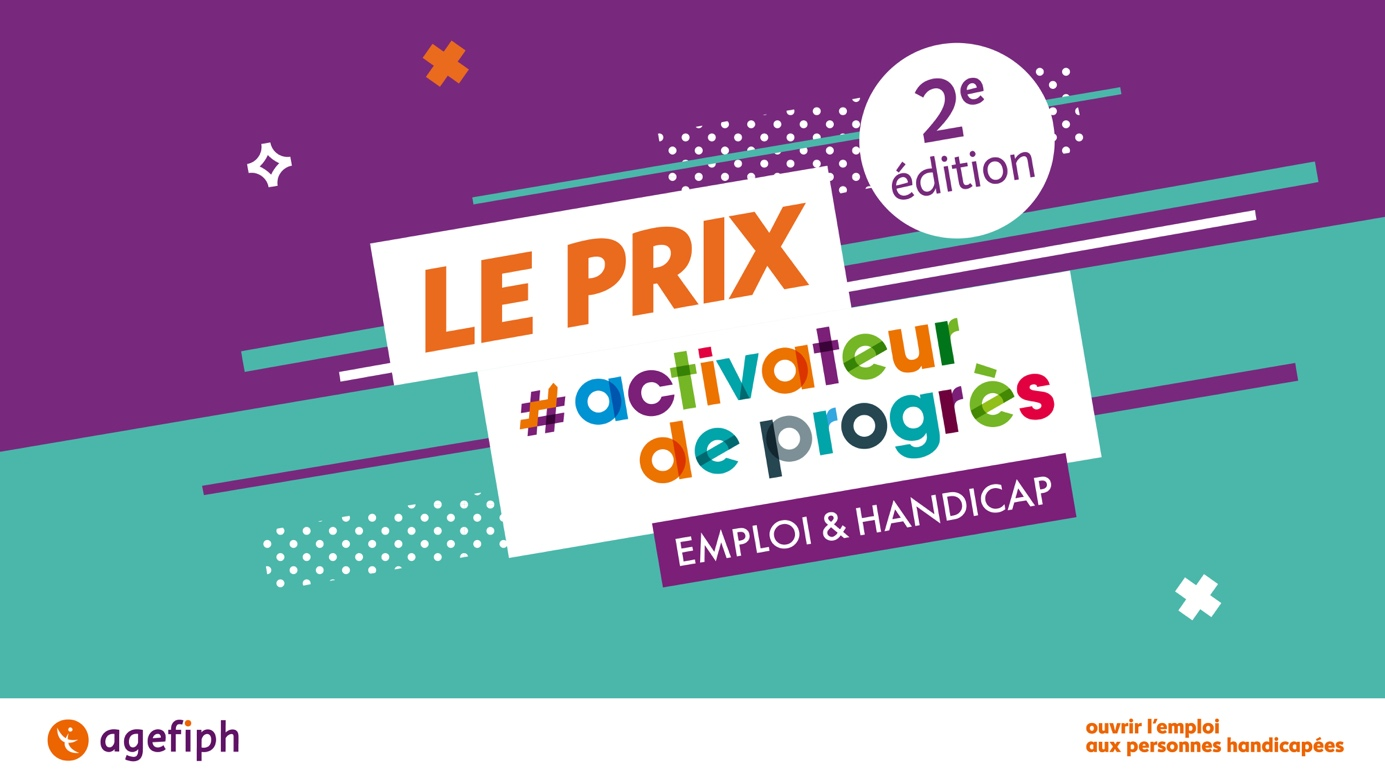 2e
édition
LE PRIX
#activateur
de progrès
EMPLOI & HANDICAP
agefiph
ouvrir l'emploi
aux personnes handicapées